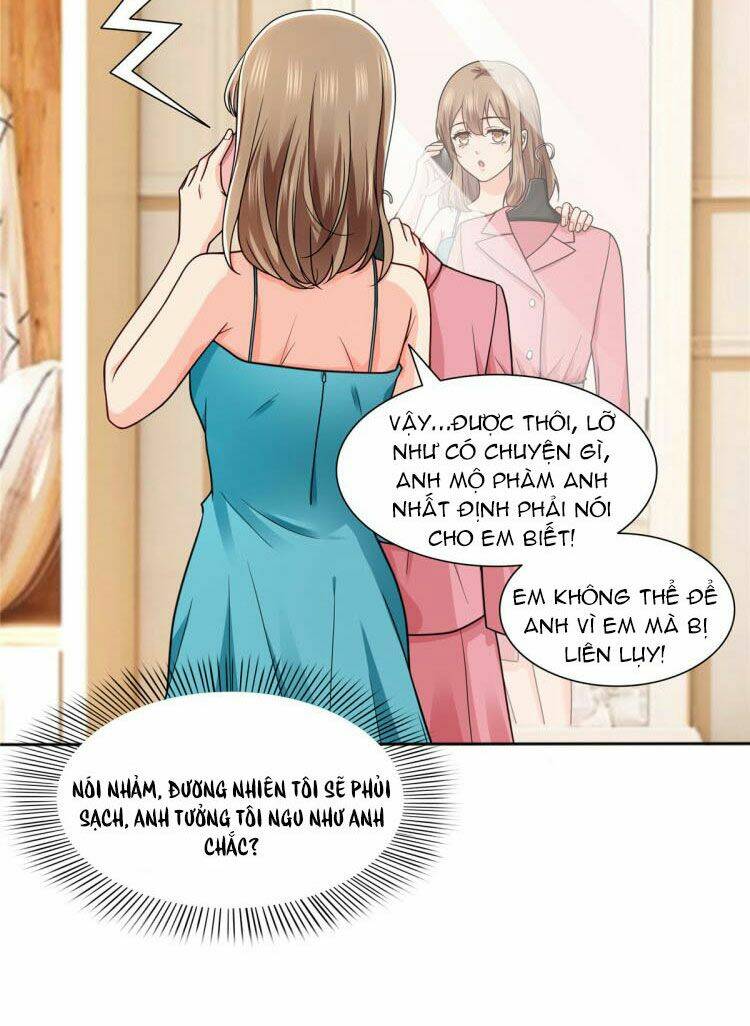 VẬY...ĐƯỢC THÔI, LỠ
NHƯ CÓ CHUYỆN GÌ,
ANH MỘ PHÀM ANH
NHẤT ĐỊNH PHẢI NÓI
CHO EM BIẾT!
EM KHÔNG THỂ ĐỂ
ANH VÌ EM MÀ BỊ
LIÊN LỤY!
NÓI NHẢM, ĐƯƠNG NHIÊN TÔI SẼ PHỦI
SẠCH, ANH TƯỞNG TÔI NGU NHƯ ANH
CHẮC?